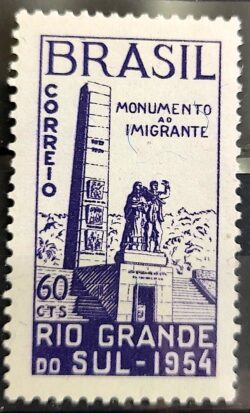 BRASIL
CORREIO
MONUMENTO
AO
IMIGRANTE
60
CTS
RIO GRANDE
DO SUL-1954